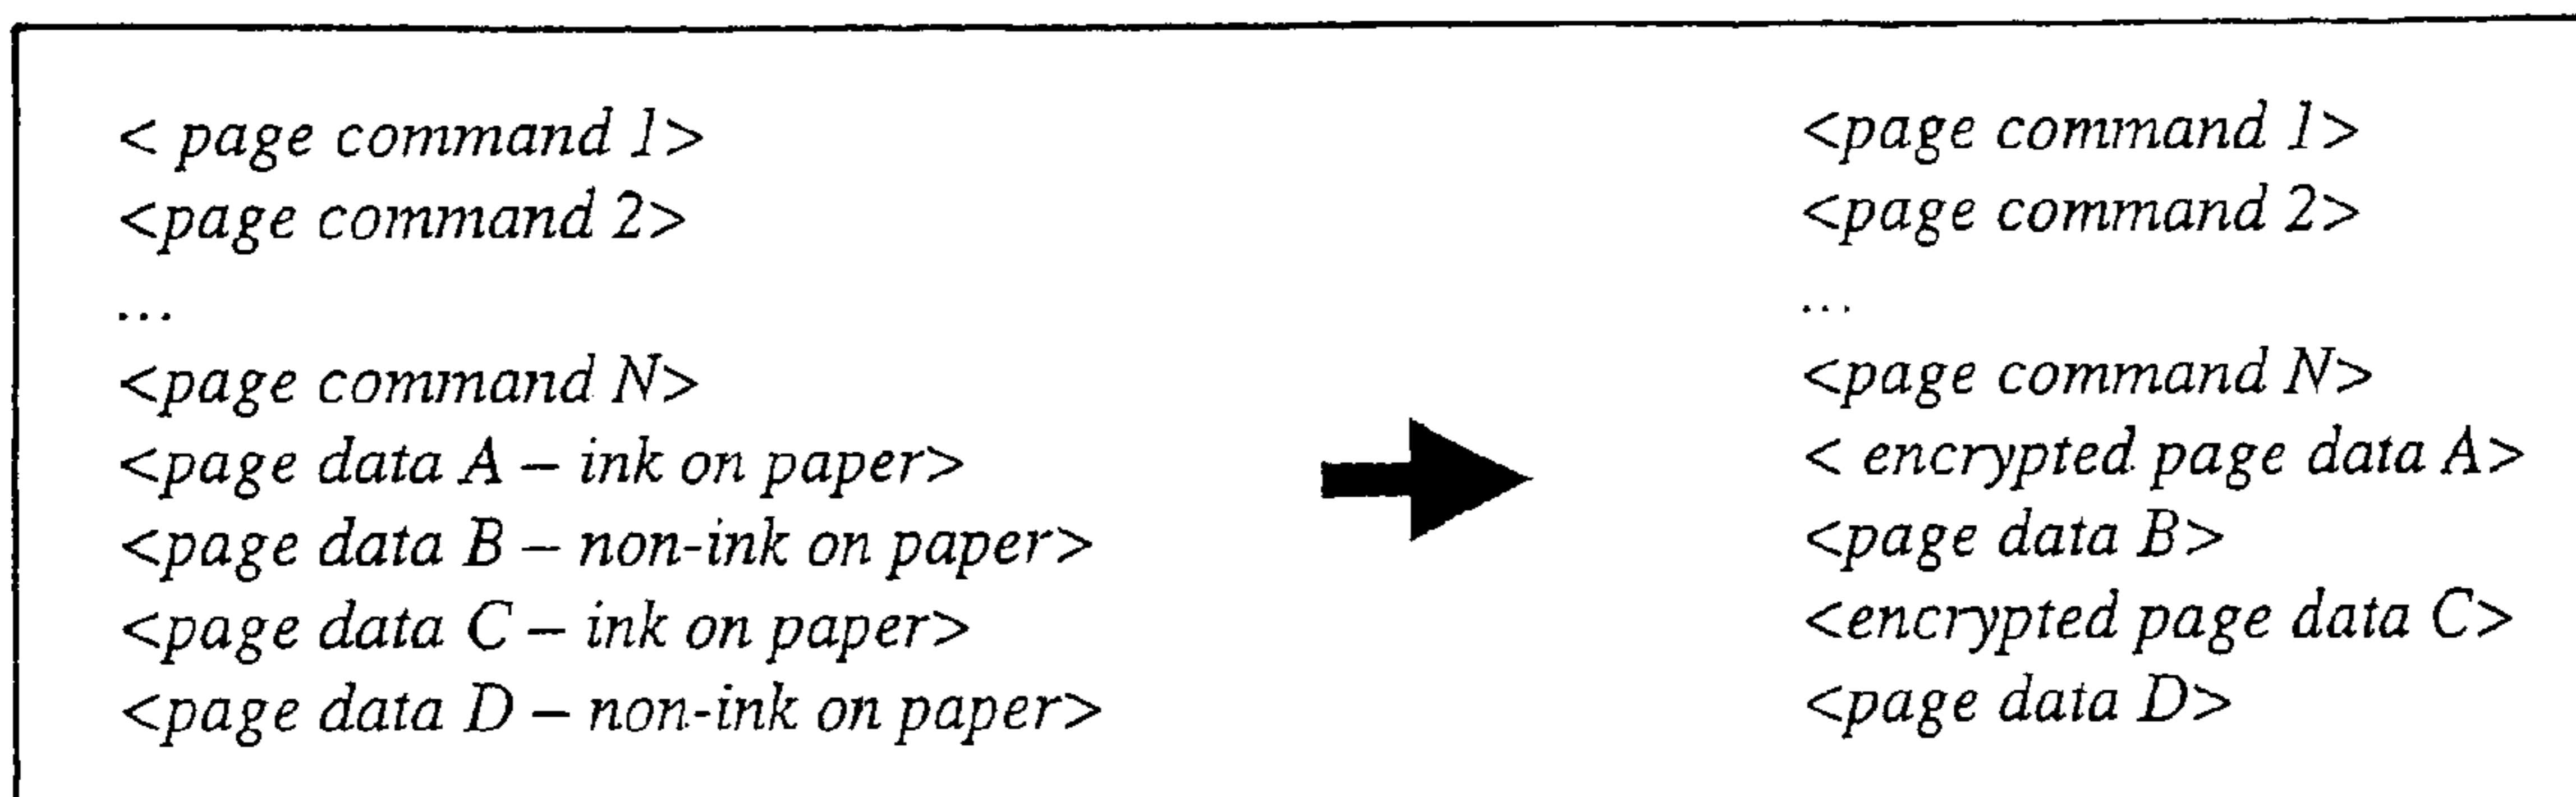 < page command 1>
<page command 2>
...
<page command N>
<page data A – ink on paper>
<page data B – non-ink on paper>
<page data C – ink on paper>
<page data D – non-ink on paper>
<page command 1>
<page command 2>
...
<page command N>
< encrypted page data A>
<page data B>
<encrypted page data C>
<page data D>